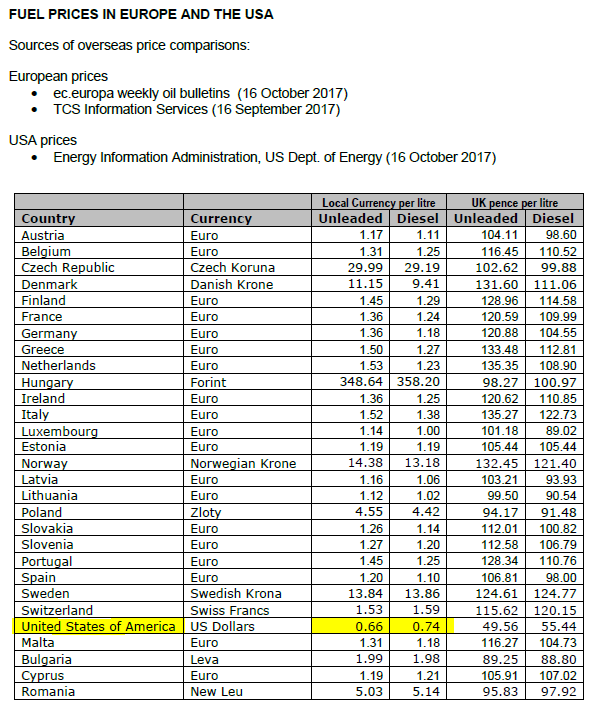 FUEL PRICES IN EUROPE AND THE USA
Sources of overseas price comparisons:
European prices
• ec.europa weekly oil bulletins (16 October 2017)
• TCS Information Services (16 September 2017)
USA prices
• Energy Information Administration, US Dept. of Energy (16 October 2017)
Local Currency per litre UK pence per litre
Country Currency Unleaded Diesel Unleaded Diesel
Austria Euro 1.17 1.11 104.11 98.60
Belgium Euro 1.31 1.25 116.45 110.52
Czech Republic Czech Koruna 29.99 29.19 102.62 99.88
Denmark Danish Krone 11.15 9.41 131.60 111.06
Finland Euro 1.45 1.29 128.96 114.58
France Euro 1.36 1.24 120.59 109.99
Germany Euro 1.36 1.18 120.88 104.55
Greece Euro 1.50 1.27 133.48 112.81
Netherlands Euro 1.53 1.23 135.35 108.90
Hungary Forint 348.64 358.20 98.27 100.97
Ireland Euro 1.36 1.25 120.62 110.85
Italy Euro 1.52 1.38 135.27 122.73
Luxembourg Euro 1.14 1.00 101.18 89.02
Estonia Euro 1.19 1.19 105.44 105.44
Norway Norwegian Krone 14.38 13.18 132.45 121.40
Latvia Euro 1.16 1.06 103.21 93.93
Lithuania Euro 1.12 1.02 99.50 90.54
Poland Zloty 4.55 4.42 94.17 91.48
Slovakia Euro 1.26 1.14 112.01 100.82
Slovenia Euro 1.27 1.20 112.58 106.79
Portugal Euro 1.45 1.25 128.34 110.76
Spain Euro 1.20 1.10 106.81 98.00
Sweden Swedish Krona 13.84 13.86 124.61 124.77
Switzerland Swiss Francs 1.53 1.59 115.62 120.15
United States of America US Dollars 0.66 0.74 49.56 55.44
Malta Euro 1.31 1.18 116.27 104.73
Bulgaria Leva 1.99 1.98 89.25 88.80
Cyprus Euro 1.19 1.21 105.91 107.02
Romania New Leu 5.03 5.14 95.83 97.92